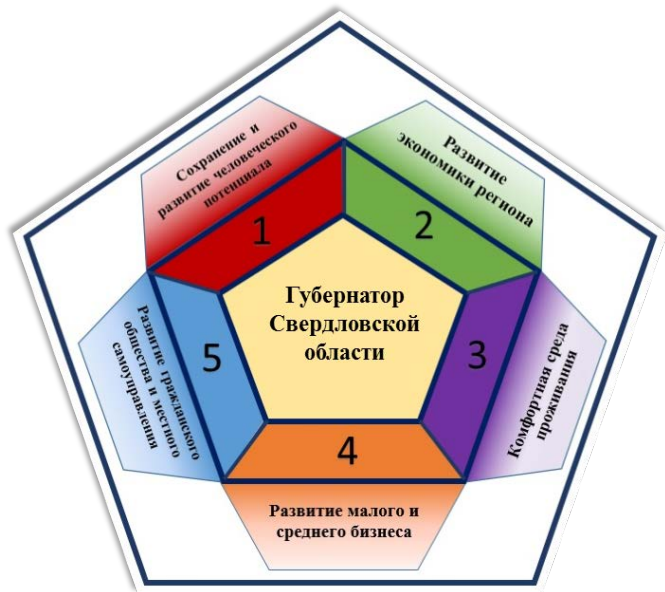 Сохранение и
развитие человеческого
потенциала
1
Развитие
экономики региона
2
Губернатор
Свердловской
области
3
Комфортная среда
проживания
4
Развитие малого и
среднего бизнеса
5
Развитие гражданского
общества и местного
самоуправления